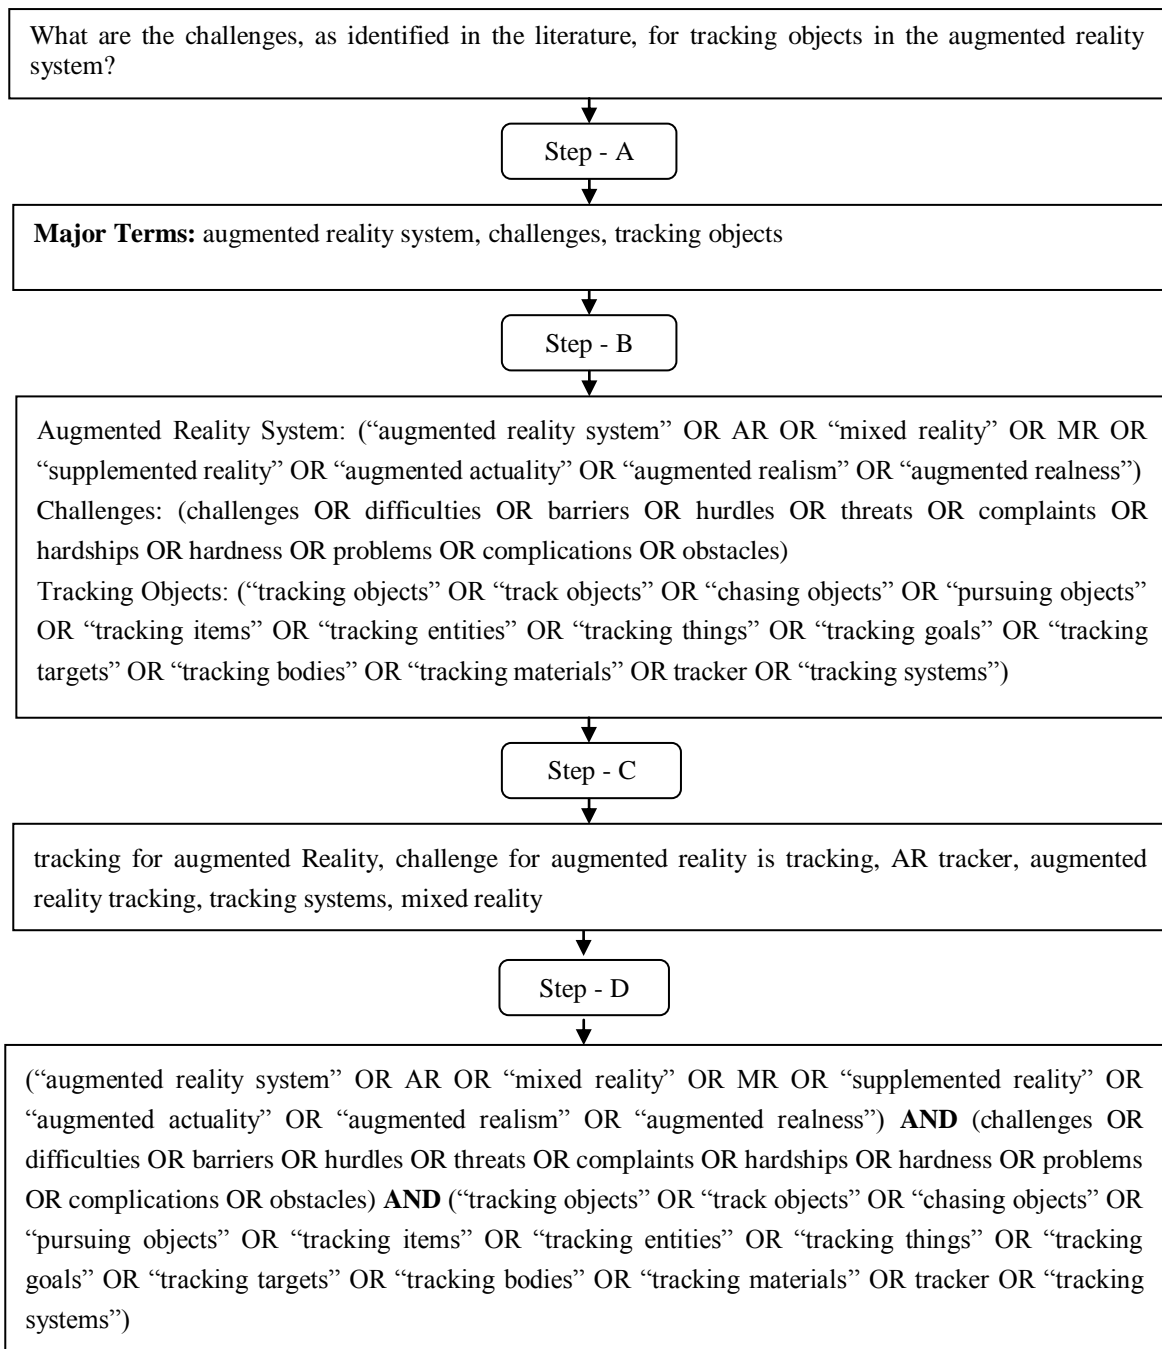 What are the challenges, as identified in the literature, for tracking objects in the augmented reality
system?
Step - A
Major Terms: augmented reality system, challenges, tracking objects
Step - B
Augmented Reality System: (“augmented reality system” OR AR OR “mixed reality” OR MR OR
“supplemented reality” OR “augmented actuality” OR “augmented realism” OR “augmented realness”)
Challenges: (challenges OR difficulties OR barriers OR hurdles OR threats OR complaints OR
hardships OR hardness OR problems OR complications OR obstacles)
Tracking Objects: (“tracking objects” OR “track objects” OR “chasing objects” OR “pursuing objects”
OR “tracking items” OR “tracking entities” OR “tracking things” OR “tracking goals” OR “tracking
targets” OR “tracking bodies” OR “tracking materials” OR tracker OR “tracking systems”)
Step - C
tracking for augmented Reality, challenge for augmented reality is tracking, AR tracker, augmented
reality tracking, tracking systems, mixed reality
Step - D
(“augmented reality system” OR AR OR “mixed reality” OR MR OR “supplemented reality” OR
“augmented actuality” OR “augmented realism” OR “augmented realness”) AND (challenges OR
difficulties OR barriers OR hurdles OR threats OR complaints OR hardships OR hardness OR problems
OR complications OR obstacles) AND (“tracking objects” OR “track objects” OR “chasing objects” OR
“pursuing objects” OR “tracking items” OR “tracking entities” OR “tracking things” OR “tracking
goals” OR “tracking targets” OR “tracking bodies” OR “tracking materials” OR tracker OR “tracking
systems”)